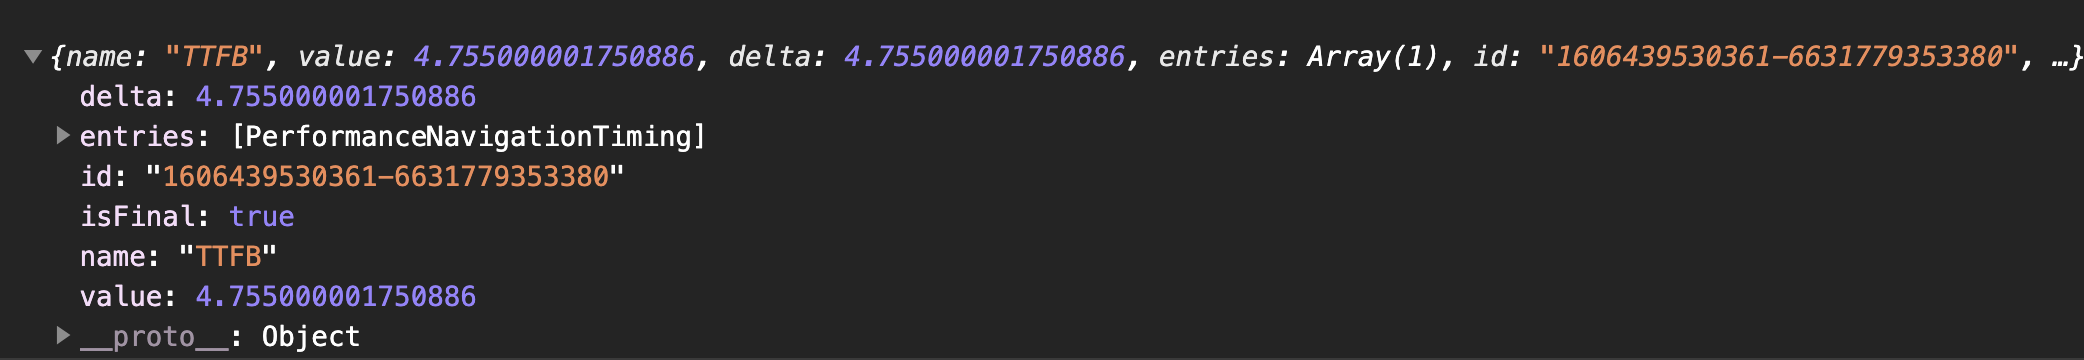 ▼{name: "TTFB", value: 4.755000001750886, delta: 4.755000001750886, entries: Array(1), id: "1606439530361-6631779353380", …}
delta: 4.755000001750886
▶ entries: [PerformanceNavigationTiming]
id: "1606439530361-6631779353380"
isFinal: true
name: "TTFB"
value: 4.755000001750886
▶ __proto__: Object